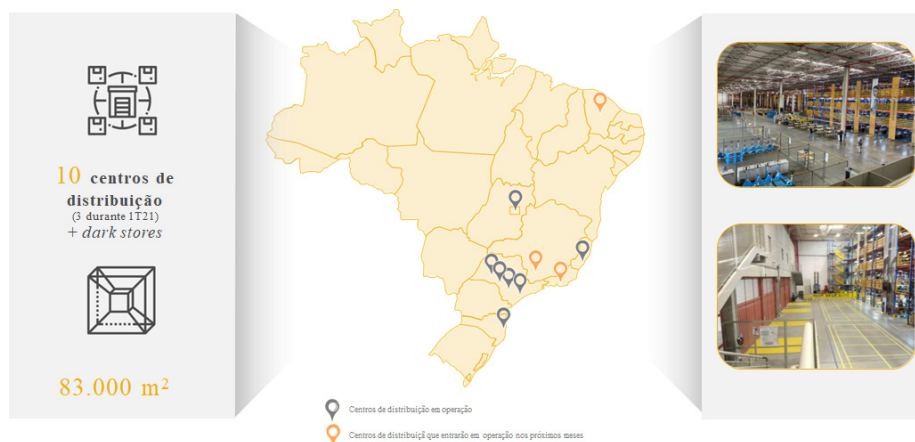 10 centros de
distribuição
(3 durante 1T21)
+ dark stores
83.000 m²
Centros de distribuição em operação
Centros de distribuiçã que entrarão em operação nos próximos meses